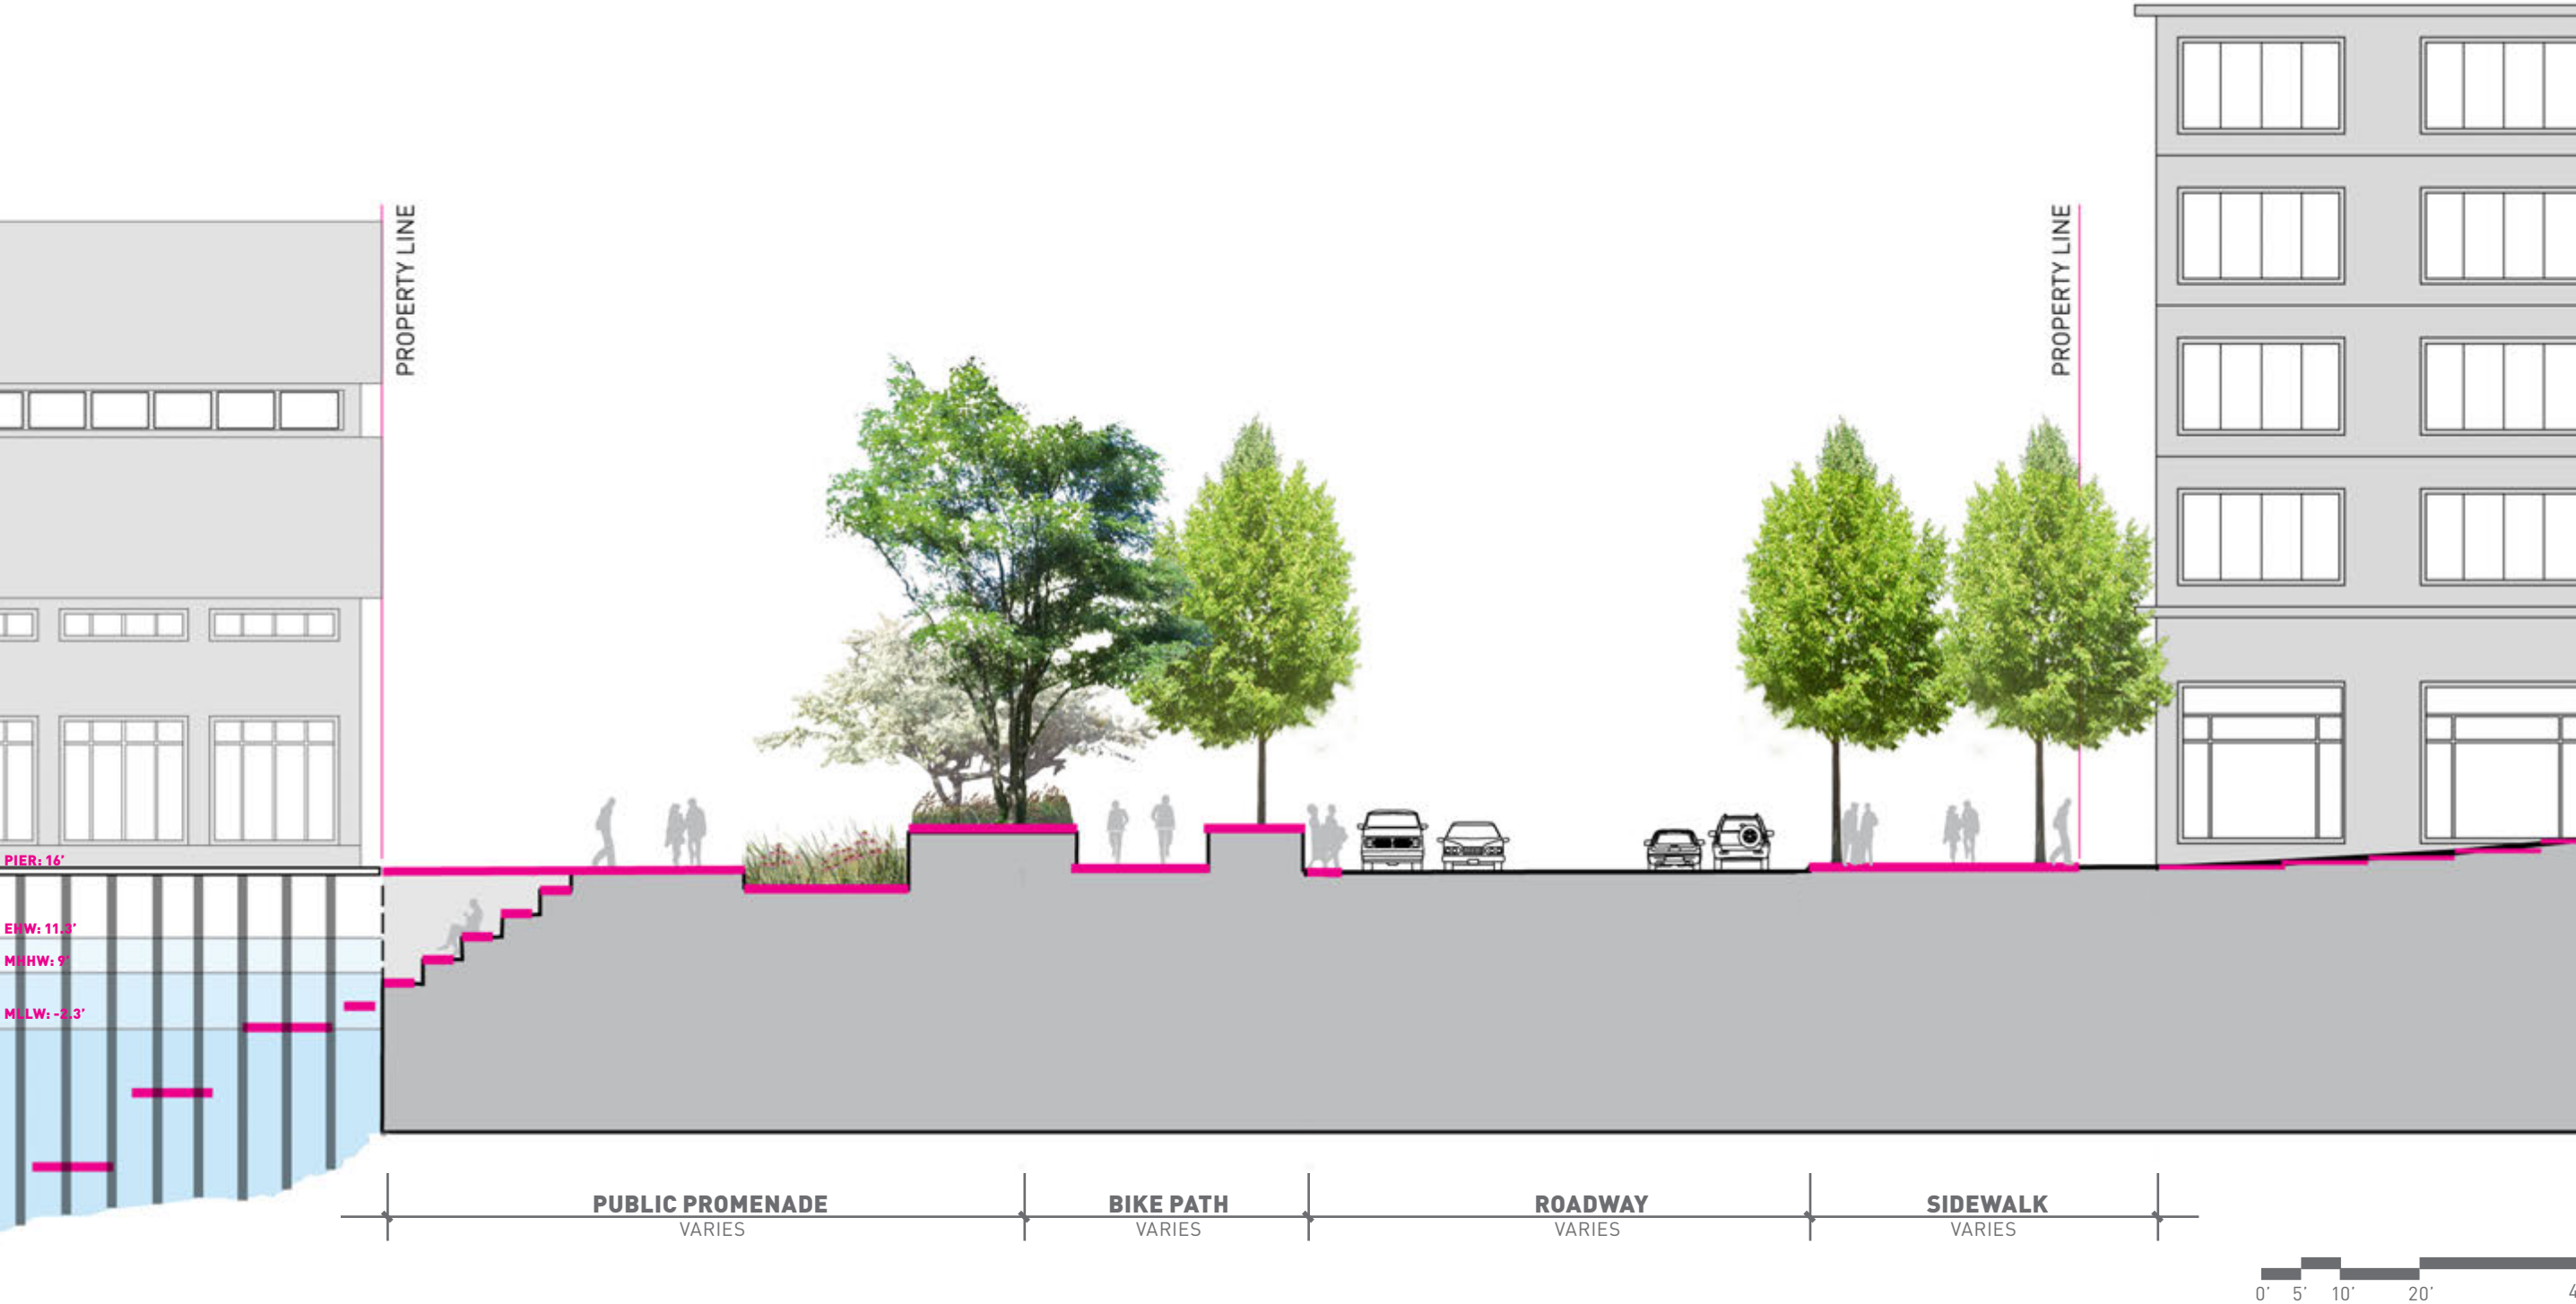 PROPERTY LINE
PROPERTY LINE
PIER: 16'
EHW: 11.3'
MHHW: 9'
MLLW: -2.3'
PUBLIC PROMENADE
VARIES
BIKE PATH
VARIES
ROADWAY
VARIES
SIDEWALK
VARIES
0' 5' 10' 20'